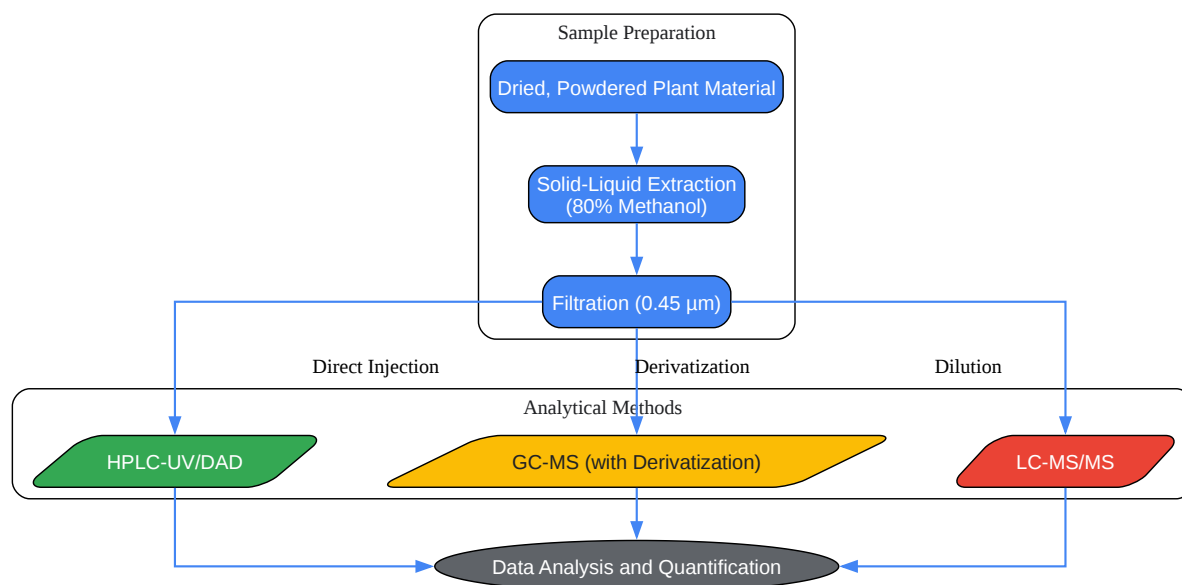 Sample Preparation
Dried, Powdered Plant Material
Solid-Liquid Extraction
(80% Methanol)
Filtration (0.45 µm)
Direct Injection
Derivatization
Dilution
Analytical Methods
HPLC-UV/DAD
GC-MS (with Derivatization)
LC-MS/MS
Data Analysis and Quantification